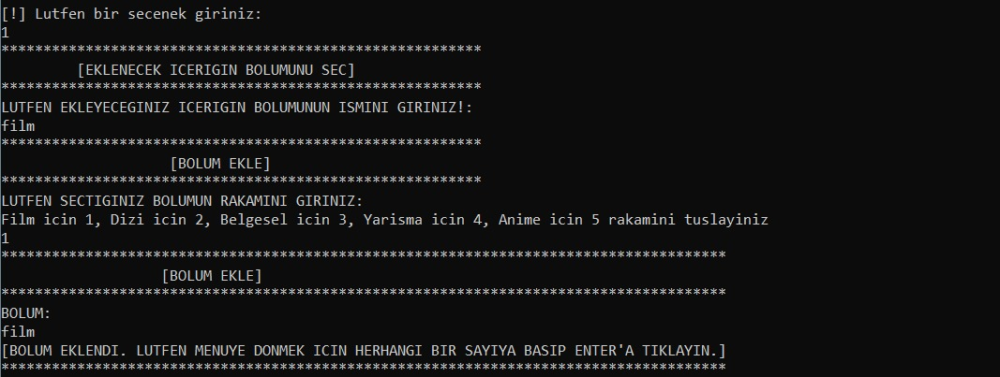 [!] Lutfen bir secenek giriniz:
1
*********************************************************
[EKLENECEK ICERIGIN BOLUMUNU SEC]
*********************************************************
LUTFEN EKLEYECEGINIZ ICERIGIN BOLUMUNUN ISMINI GIRINIZ!:
film
*********************************************************
[BOLUM EKLE]
*********************************************************
LUTFEN SECTIGINIZ BOLUMUN RAKAMINI GIRINIZ:
Film icin 1, Dizi icin 2, Belgesel icin 3, Yarisma icin 4, Anime icin 5 rakamini tuslayiniz
1
**************************************************************************************
[BOLUM EKLE]
**************************************************************************************
BOLUM:
film
[BOLUM EKLENDI. LUTFEN MENUYE DONMEK ICIN HERHANGI BIR SAYIYA BASIP ENTER'A TIKLAYIN.]
**************************************************************************************